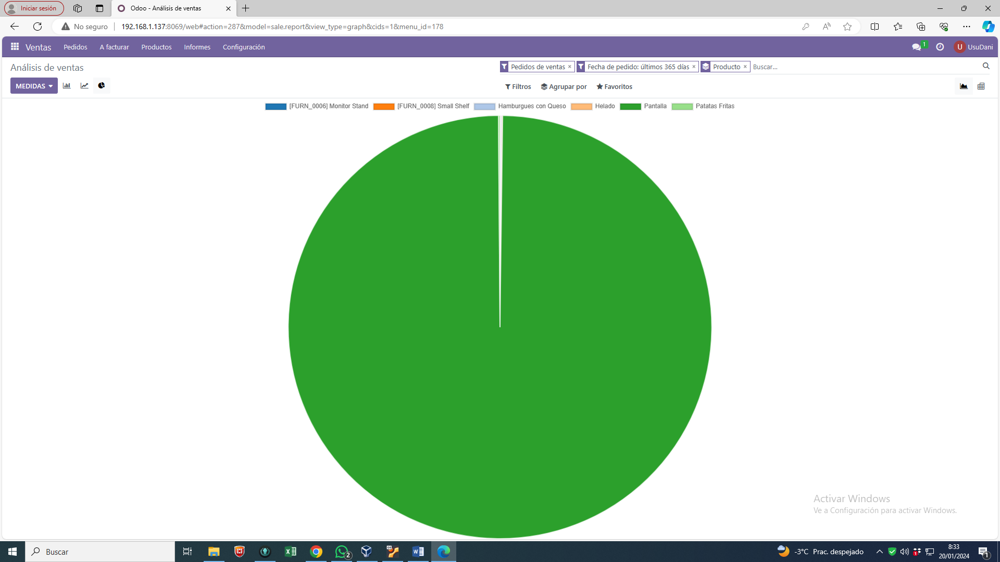 Iniciar sesión
Odoo - Análisis de ventas
No seguro
192.168.1.137:8069/web#action=287&model=sale.report&view_type=graph&cids=1&menu_id=178
Ventas Pedidos A facturar Productos Informes Configuración
1
U UsuDani
Análisis de ventas
Pedidos de ventas × Fecha de pedido: últimos 365 días × Producto × Buscar...
MEDIDAS
Filtros Agrupar por Favoritos
[FURN_0006] Monitor Stand [FURN_0008] Small Shelf Hamburgues con Queso Helado Pantalla Patatas Fritas
Activar Windows
Ve a Configuración para activar Windows.
Buscar
2
-3°C Prac. despejado
8:33
20/01/2024
1